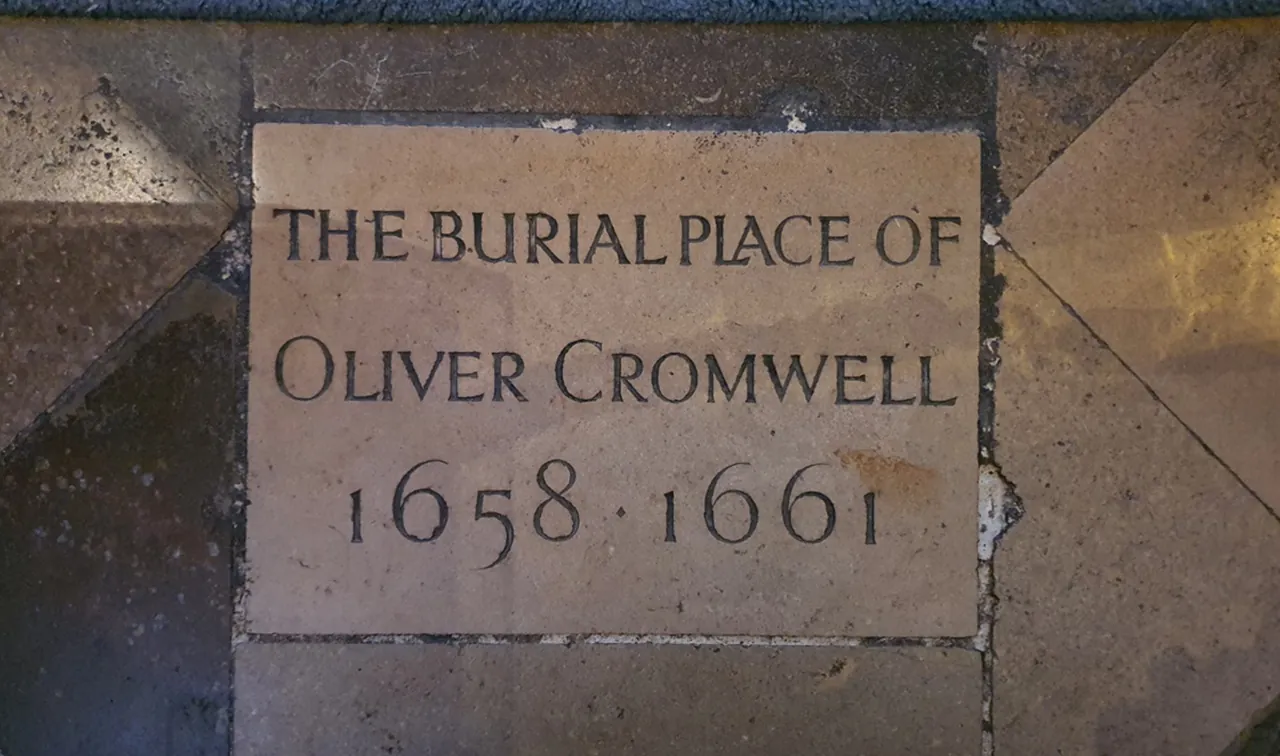 THE BURIAL PLACE OF
OLIVER CROMWELL
1658 · 1661